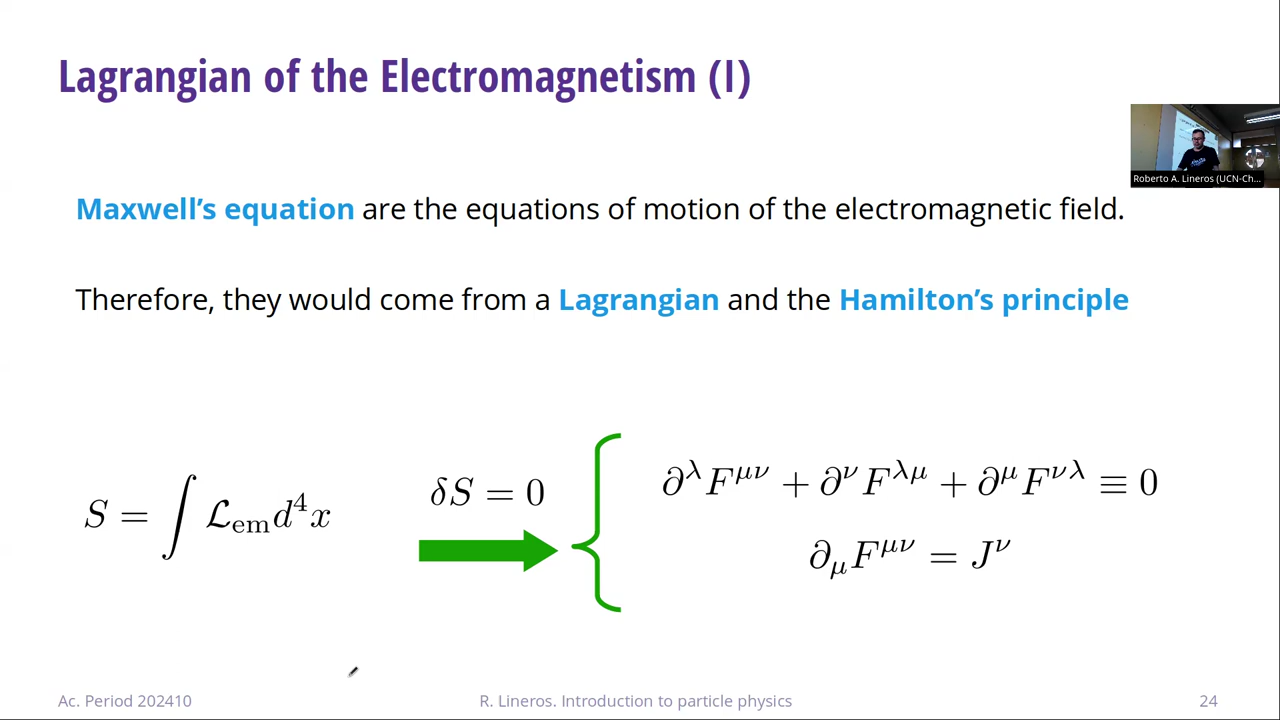 Lagrangian of the Electromagnetism (I)
Roberto A. Lineros (UCN-Ch...
Maxwell’s equation are the equations of motion of the electromagnetic field.
Therefore, they would come from a Lagrangian and the Hamilton’s principle
S = ∫ ℒ_em d⁴x
δS = 0
∂^λ F^{μν} + ∂^ν F^{λμ} + ∂^μ F^{νλ} ≡ 0
∂_μ F^{μν} = J^ν
Ac. Period 202410
R. Lineros. Introduction to particle physics
24